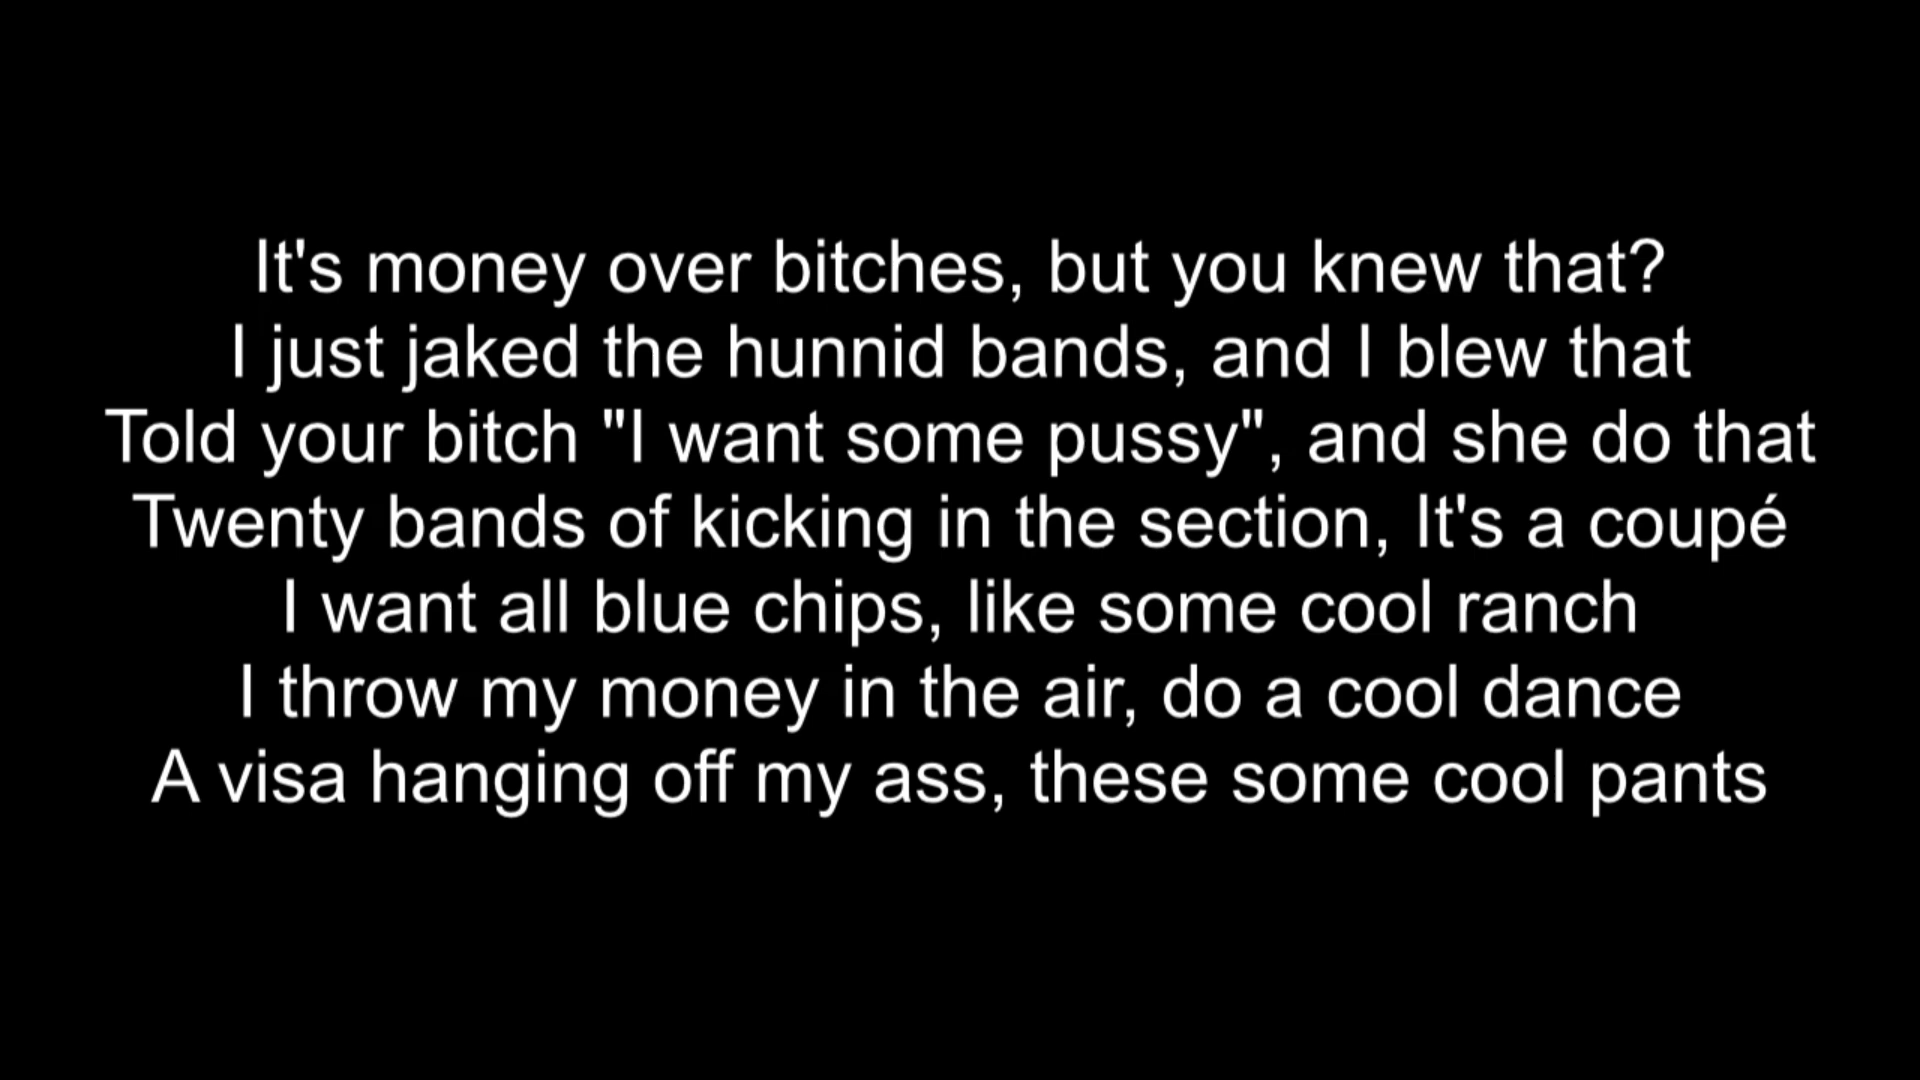 It's money over bitches, but you knew that?
I just jaked the hunnid bands, and I blew that
Told your bitch "I want some pussy", and she do that
Twenty bands of kicking in the section, It's a coupé
I want all blue chips, like some cool ranch
I throw my money in the air, do a cool dance
A visa hanging off my ass, these some cool pants